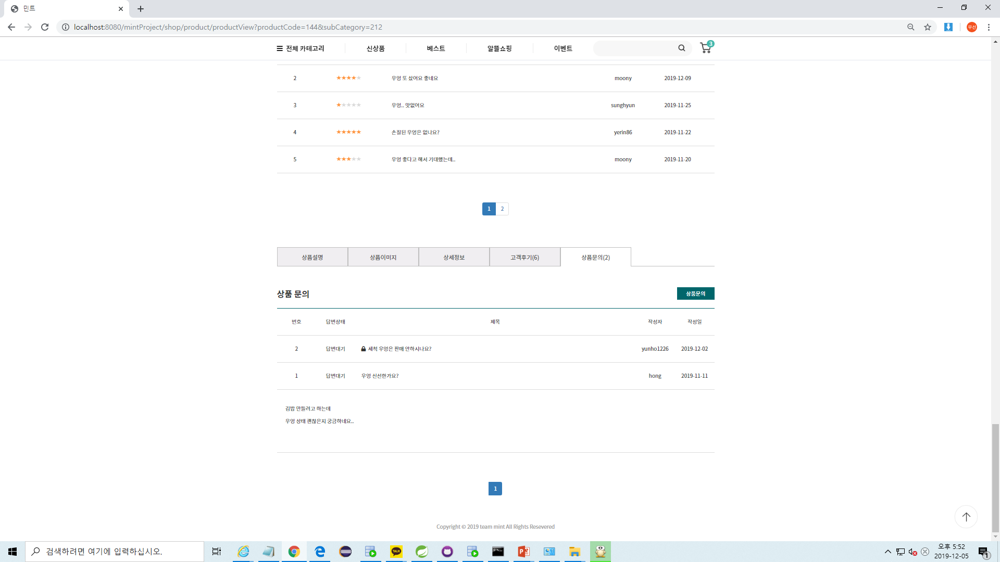 민트
localhost:8080/mintProject/shop/product/productView?productCode=144&subCategory=212
우선
전체 카테고리 신상품 베스트 알뜰쇼핑 이벤트 3
2 우엉 또 샀어요 좋네요 moony 2019-12-09
3 우엉.. 맛없어요 sunghyun 2019-11-25
4 손질된 우엉은 없나요? yerin86 2019-11-22
5 우엉 좋다고 해서 기대했는데.. moony 2019-11-20
1 2
상품설명 상품이미지 상세정보 고객후기(6) 상품문의(2)
상품 문의 상품문의
번호 답변상태 제목 작성자 작성일
2 답변대기 세척 우엉은 판매 안하시나요? yunho1226 2019-12-02
1 답변대기 우엉 신선한가요? hong 2019-11-11
김밥 만들려고 하는데
우엉 상태 괜찮은지 궁금하네요..
1
Copyright © 2019 team mint All Rights Resevered
검색하려면 여기에 입력하십시오.
TALK
오후 5:52
2019-12-05
1